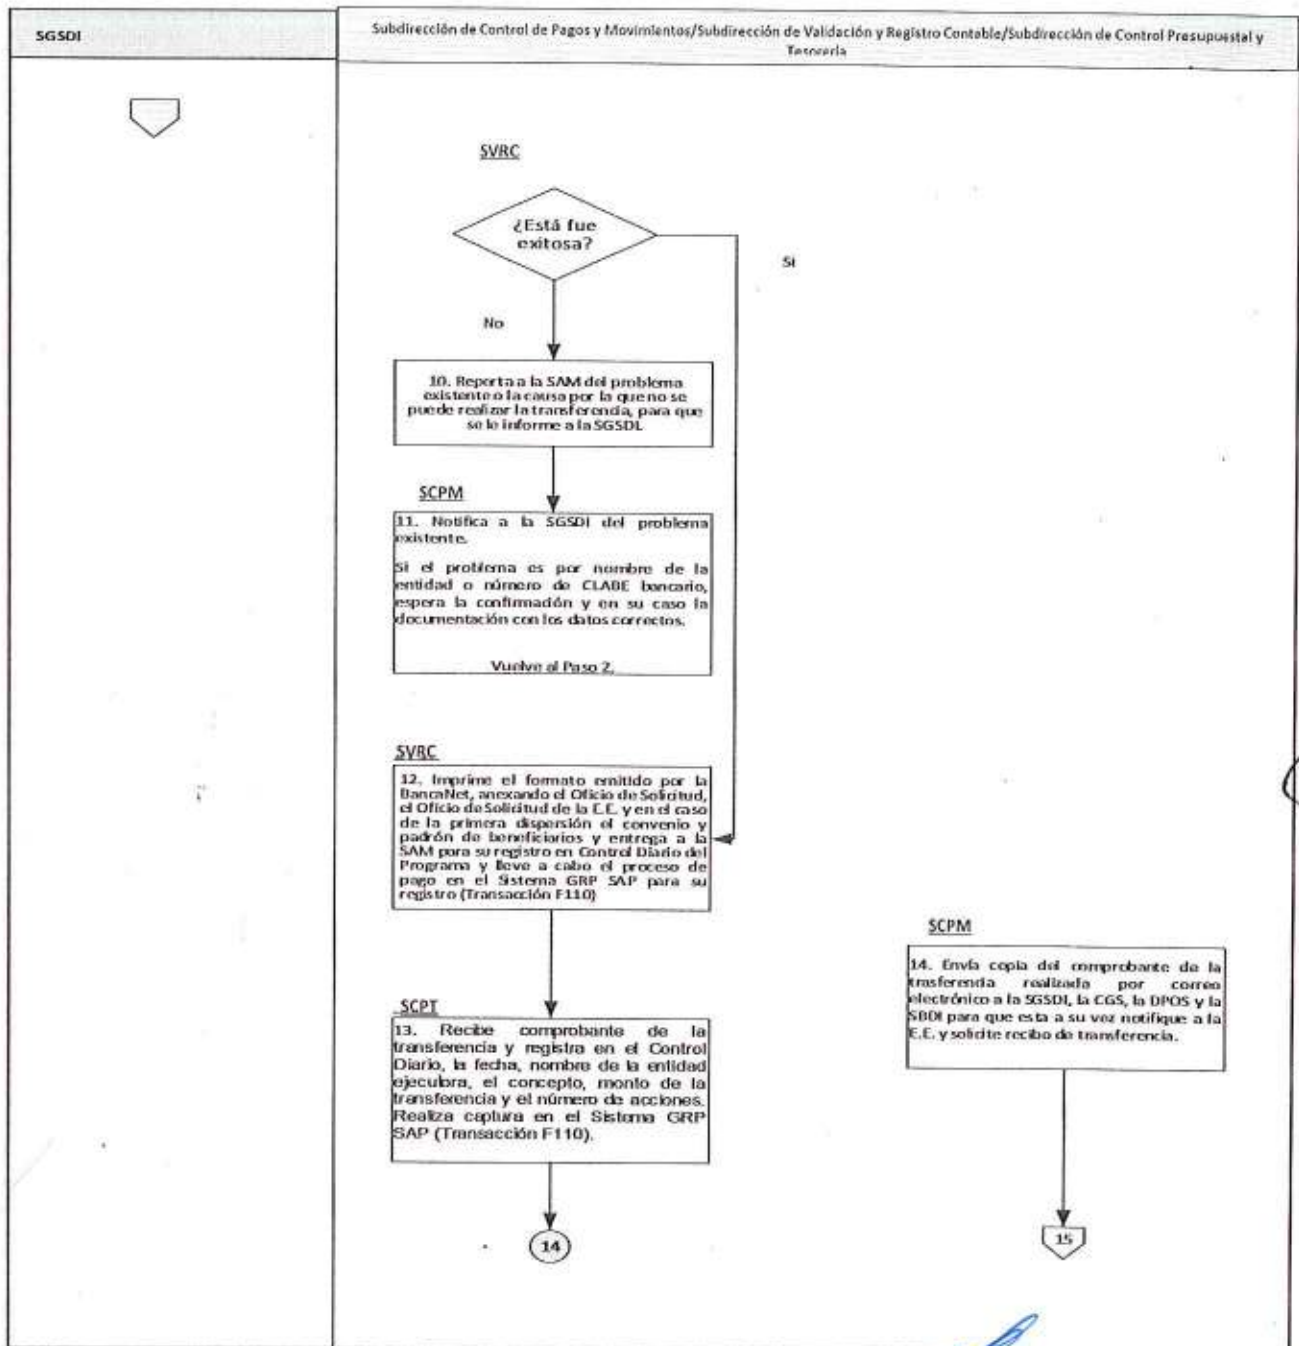 SGSDI
Subdirección de Control de Pagos y Movimientos/Subdirección de Validación y Registro Contable/Subdirección de Control Presupuestal y
Tesorería
SVRC
¿Está fue
exitosa?
Si
No
10. Reporta a la SAM del problema
existente o la causa por la que no se
puede realizar la transferencia, para que
se le informe a la SGSDI.
SCPM
11. Notifica a la SGSDI del problema
existente.
Si el problema es por nombre de la
entidad o número de CLABE bancario,
espera la confirmación y en su caso la
documentación con los datos correctos.
Vuelve al Paso 2.
SVRC
12. Imprime el formato emitido por la
BancaNet, anexando el Oficio de Solicitud,
el Oficio de Solicitud de la E.E. y en el caso
de la primera dispersión el convenio y
padrón de beneficiarios y entrega a la
SAM para su registro en Control Diario del
Programa y lleve a cabo el proceso de
pago en el Sistema GRP SAP para su
registro (Transacción F110)
SCPT
13. Recibe comprobante de la
transferencia y registra en el Control
Diario, la fecha, nombre de la entidad
ejecutora, el concepto, monto de la
transferencia y el número de acciones.
Realiza captura en el Sistema GRP
SAP (Transacción F110).
14
SCPM
14. Envía copia del comprobante de la
trasferencia realizada por correo
electrónico a la SGSDI, la CGS, la DPOS y la
SBDI para que esta a su vez notifique a la
E.E. y solicite recibo de transferencia.
15